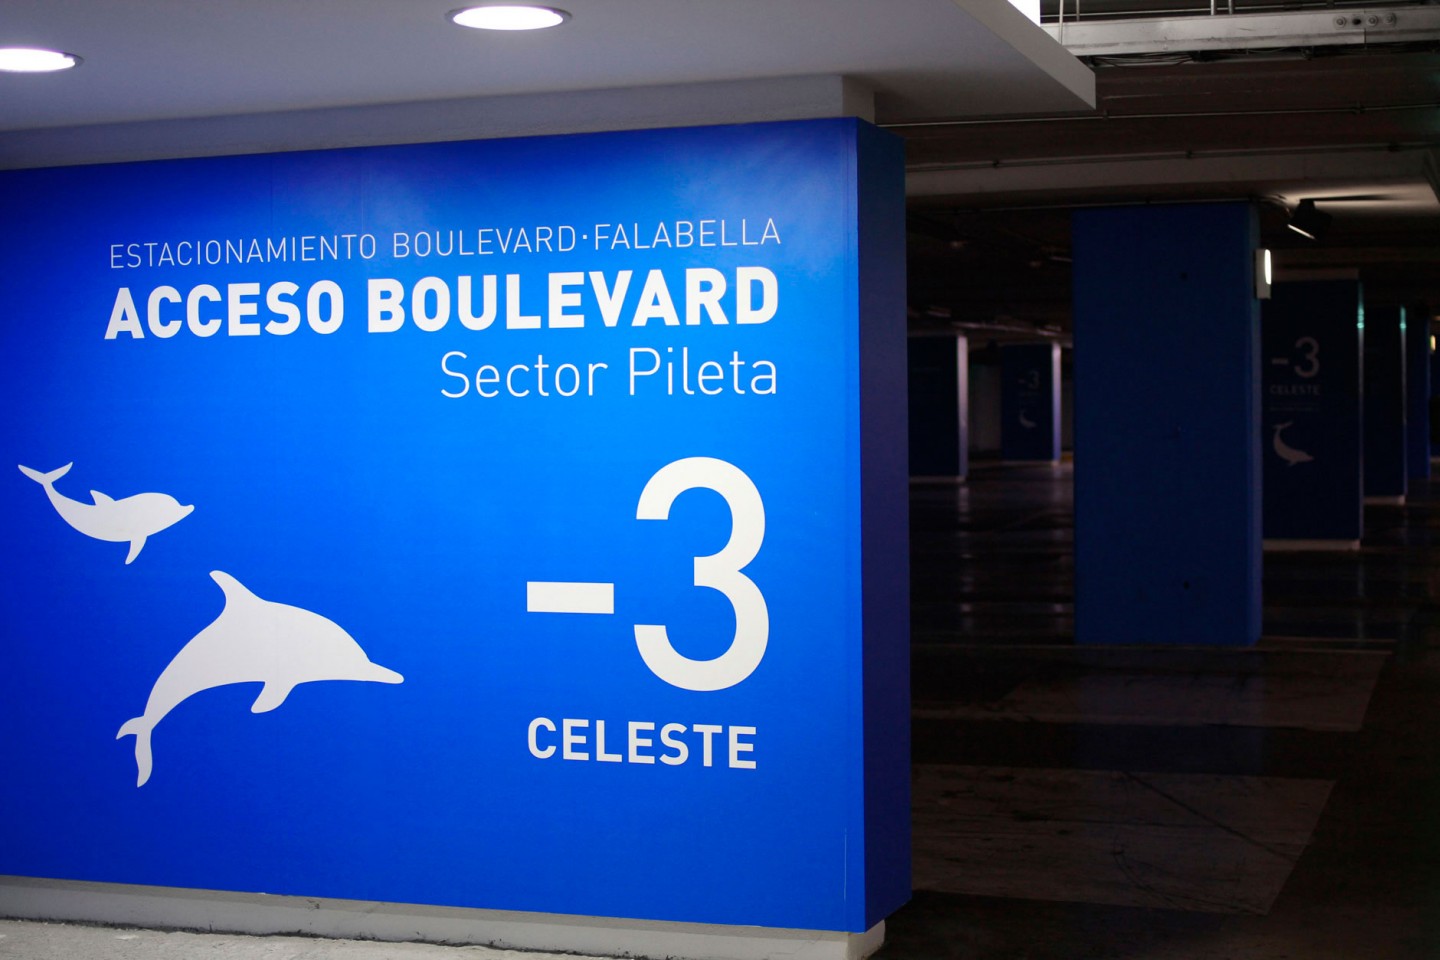 ESTACIONAMIENTO BOULEVARD·FALABELLA
ACCESO BOULEVARD
Sector Pileta
-3
CELESTE
-3
CELESTE
-3